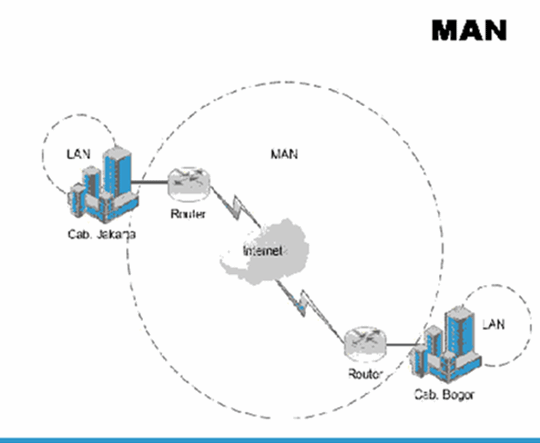 MAN
LAN
MAN
Router
Cab. Jakarta
Internet
LAN
Router
Cab. Bogor